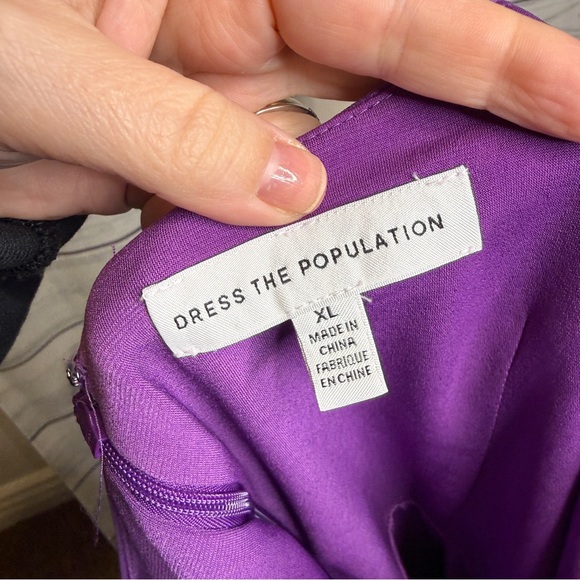 DRESS THE POPULATION
XL
MADE IN
CHINA
FABRIQUE
EN CHINE